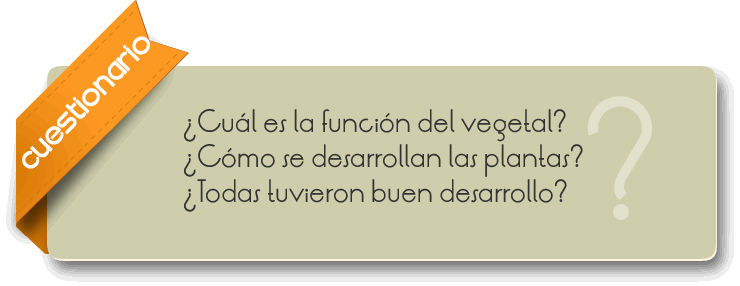 cuestionario
¿Cuál es la función del vegetal?
¿Cómo se desarrollan las plantas?
¿Todas tuvieron buen desarrollo?
?